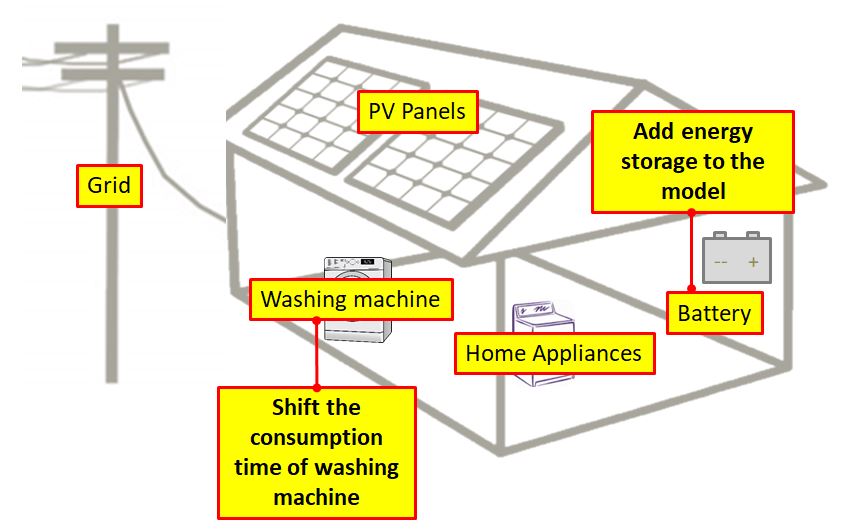 PV Panels
Add energy
storage to the
model
Grid
-- +
Washing machine
Battery
Home Appliances
Shift the
consumption
time of washing
machine